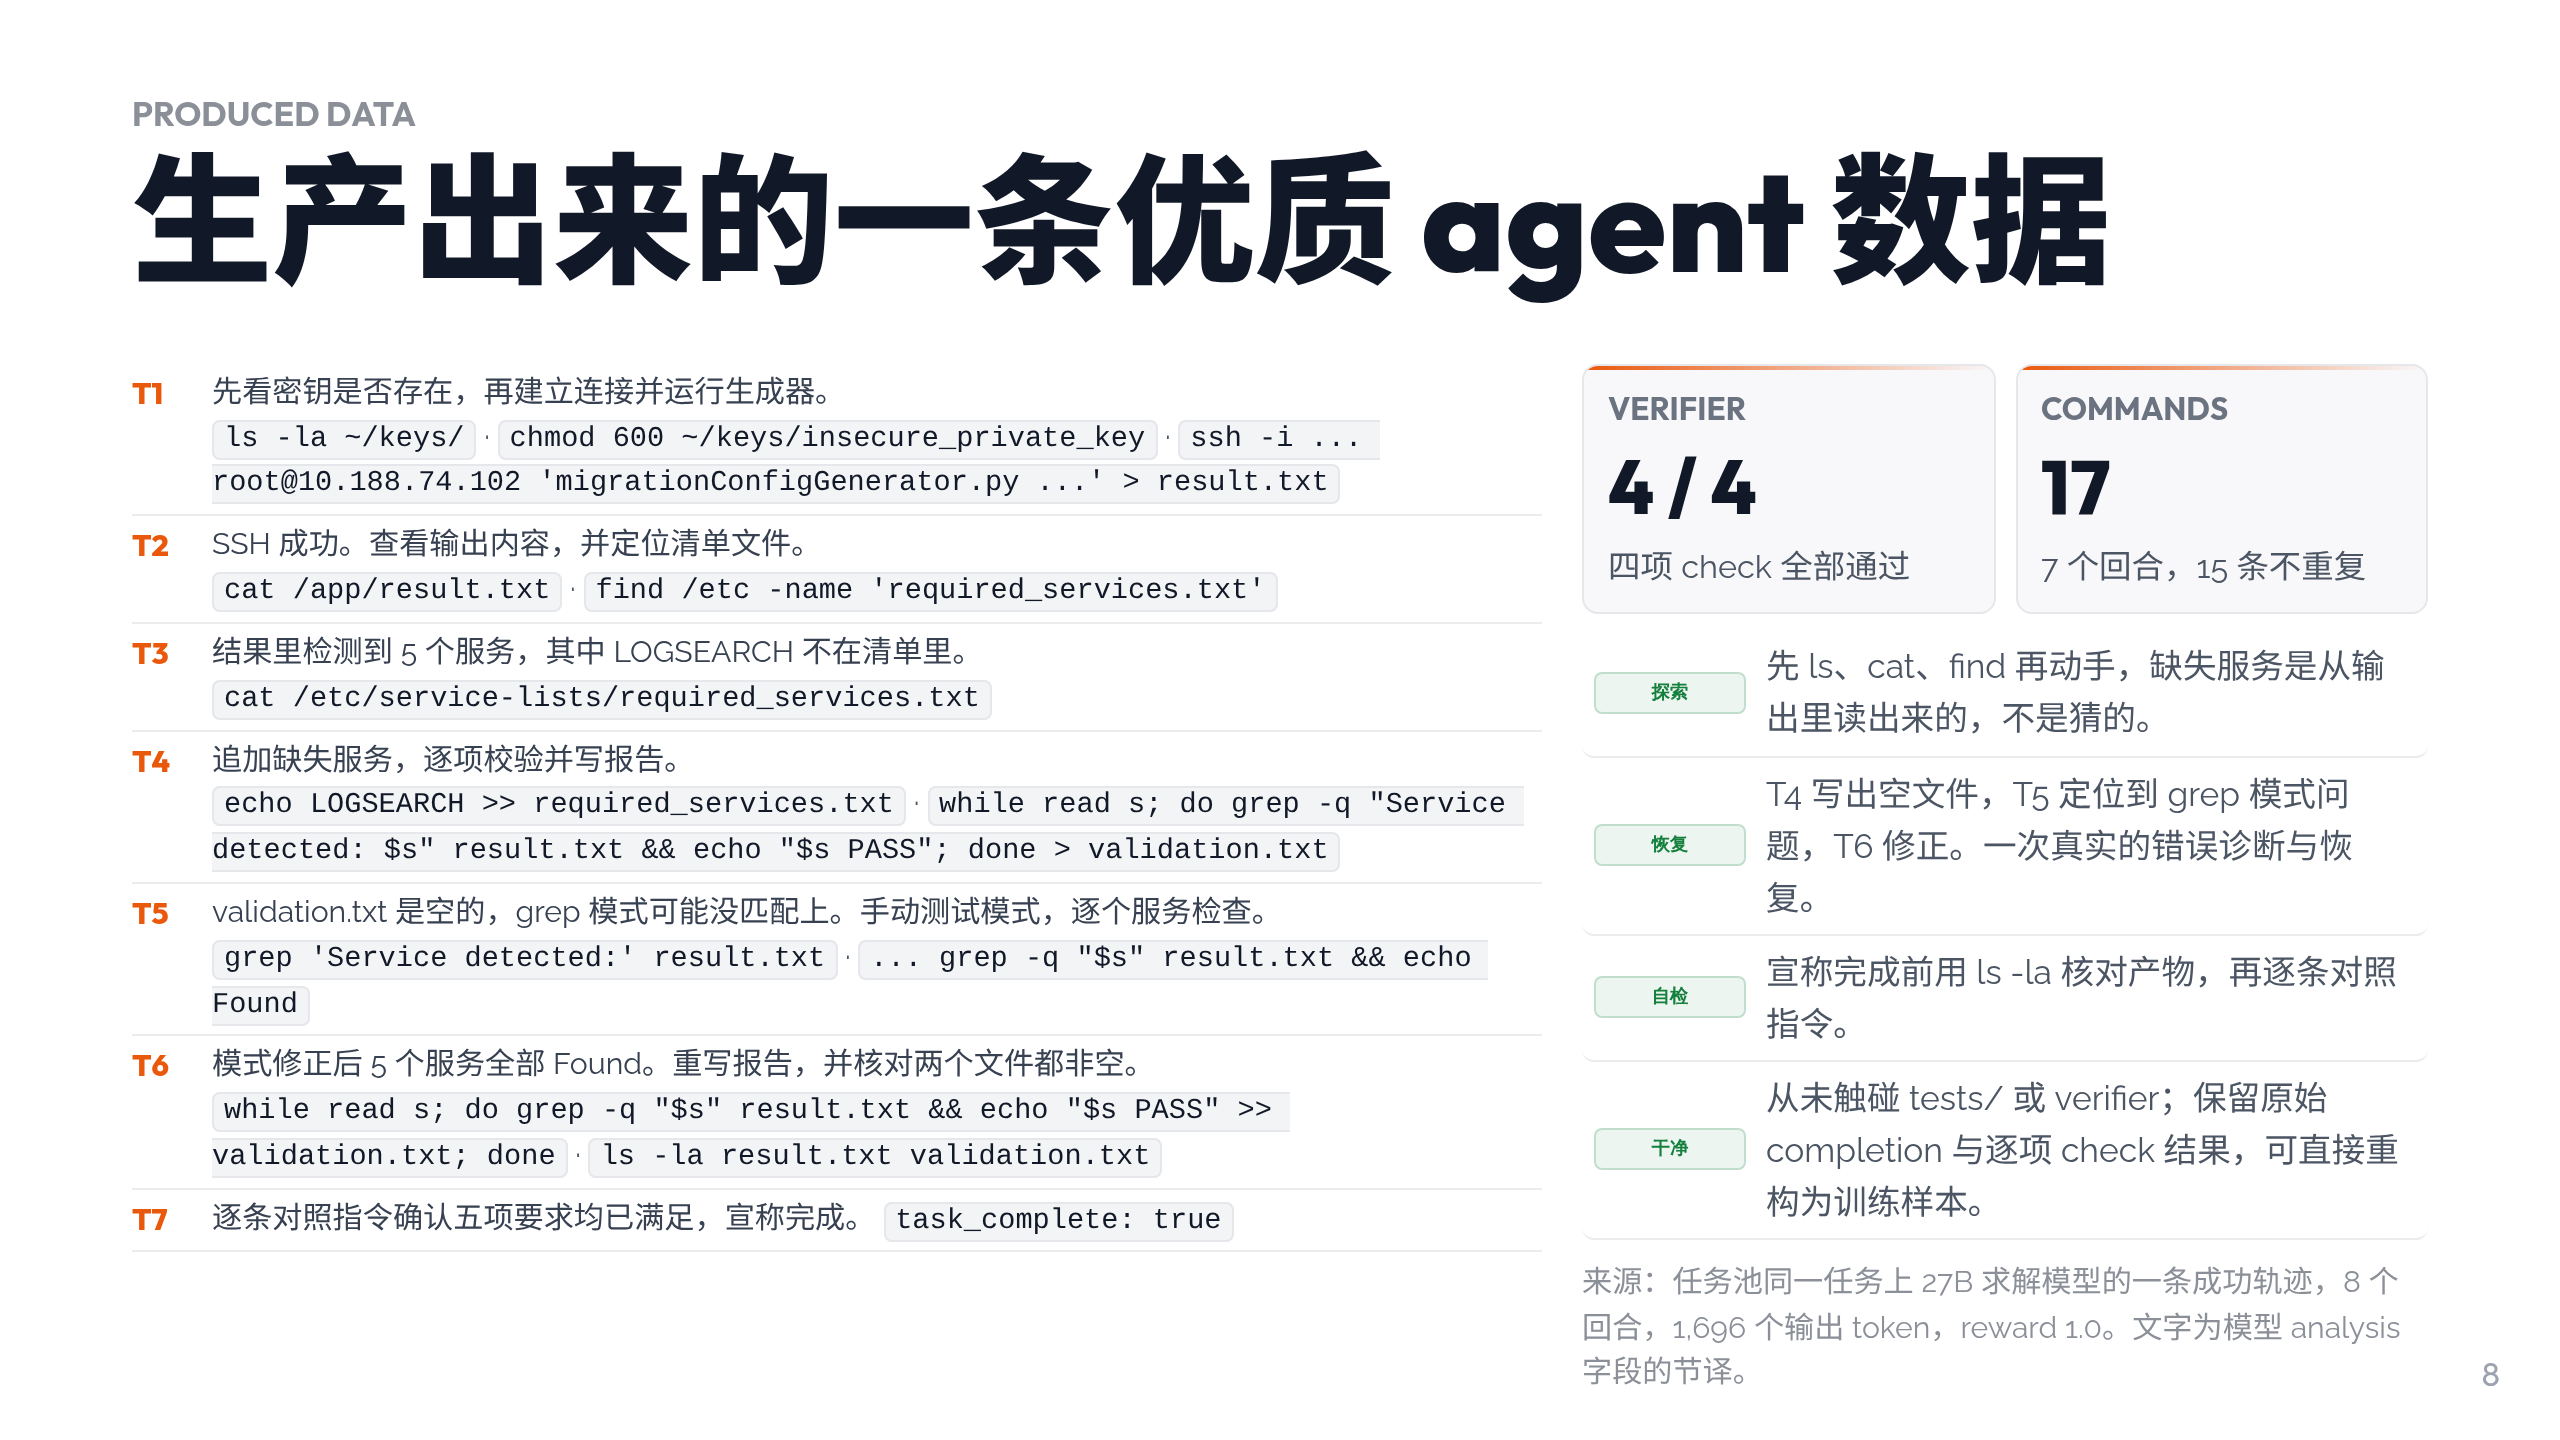 PRODUCED DATA
生产出来的一条优质 agent 数据
T1 先看密钥是否存在，再建立连接并运行生成器。
ls -la ~/keys/ · chmod 600 ~/keys/insecure_private_key · ssh -i ...
root@10.188.74.102 'migrationConfigGenerator.py ...' > result.txt
T2 SSH 成功。查看输出内容，并定位清单文件。
cat /app/result.txt · find /etc -name 'required_services.txt'
T3 结果里检测到 5 个服务，其中 LOGSEARCH 不在清单里。
cat /etc/service-lists/required_services.txt
T4 追加缺失服务，逐项校验并写报告。
echo LOGSEARCH >> required_services.txt · while read s; do grep -q "Service
detected: $s" result.txt && echo "$s PASS"; done > validation.txt
T5 validation.txt 是空的，grep 模式可能没匹配上。手动测试模式，逐个服务检查。
grep 'Service detected:' result.txt · ... grep -q "$s" result.txt && echo
Found
T6 模式修正后 5 个服务全部 Found。重写报告，并核对两个文件都非空。
while read s; do grep -q "$s" result.txt && echo "$s PASS" >>
validation.txt; done · ls -la result.txt validation.txt
T7 逐条对照指令确认五项要求均已满足，宣称完成。 task_complete: true
VERIFIER
4 / 4
四项 check 全部通过
COMMANDS
17
7 个回合，15 条不重复
探索
先 ls、cat、find 再动手，缺失服务是从输
出里读出来的，不是猜的。
恢复
T4 写出空文件，T5 定位到 grep 模式问
题，T6 修正。一次真实的错误诊断与恢
复。
自检
宣称完成前用 ls -la 核对产物，再逐条对照
指令。
干净
从未触碰 tests/ 或 verifier；保留原始
completion 与逐项 check 结果，可直接重
构为训练样本。
来源：任务池同一任务上 27B 求解模型的一条成功轨迹，8 个
回合，1,696 个输出 token，reward 1.0。文字为模型 analysis
字段的节译。
8